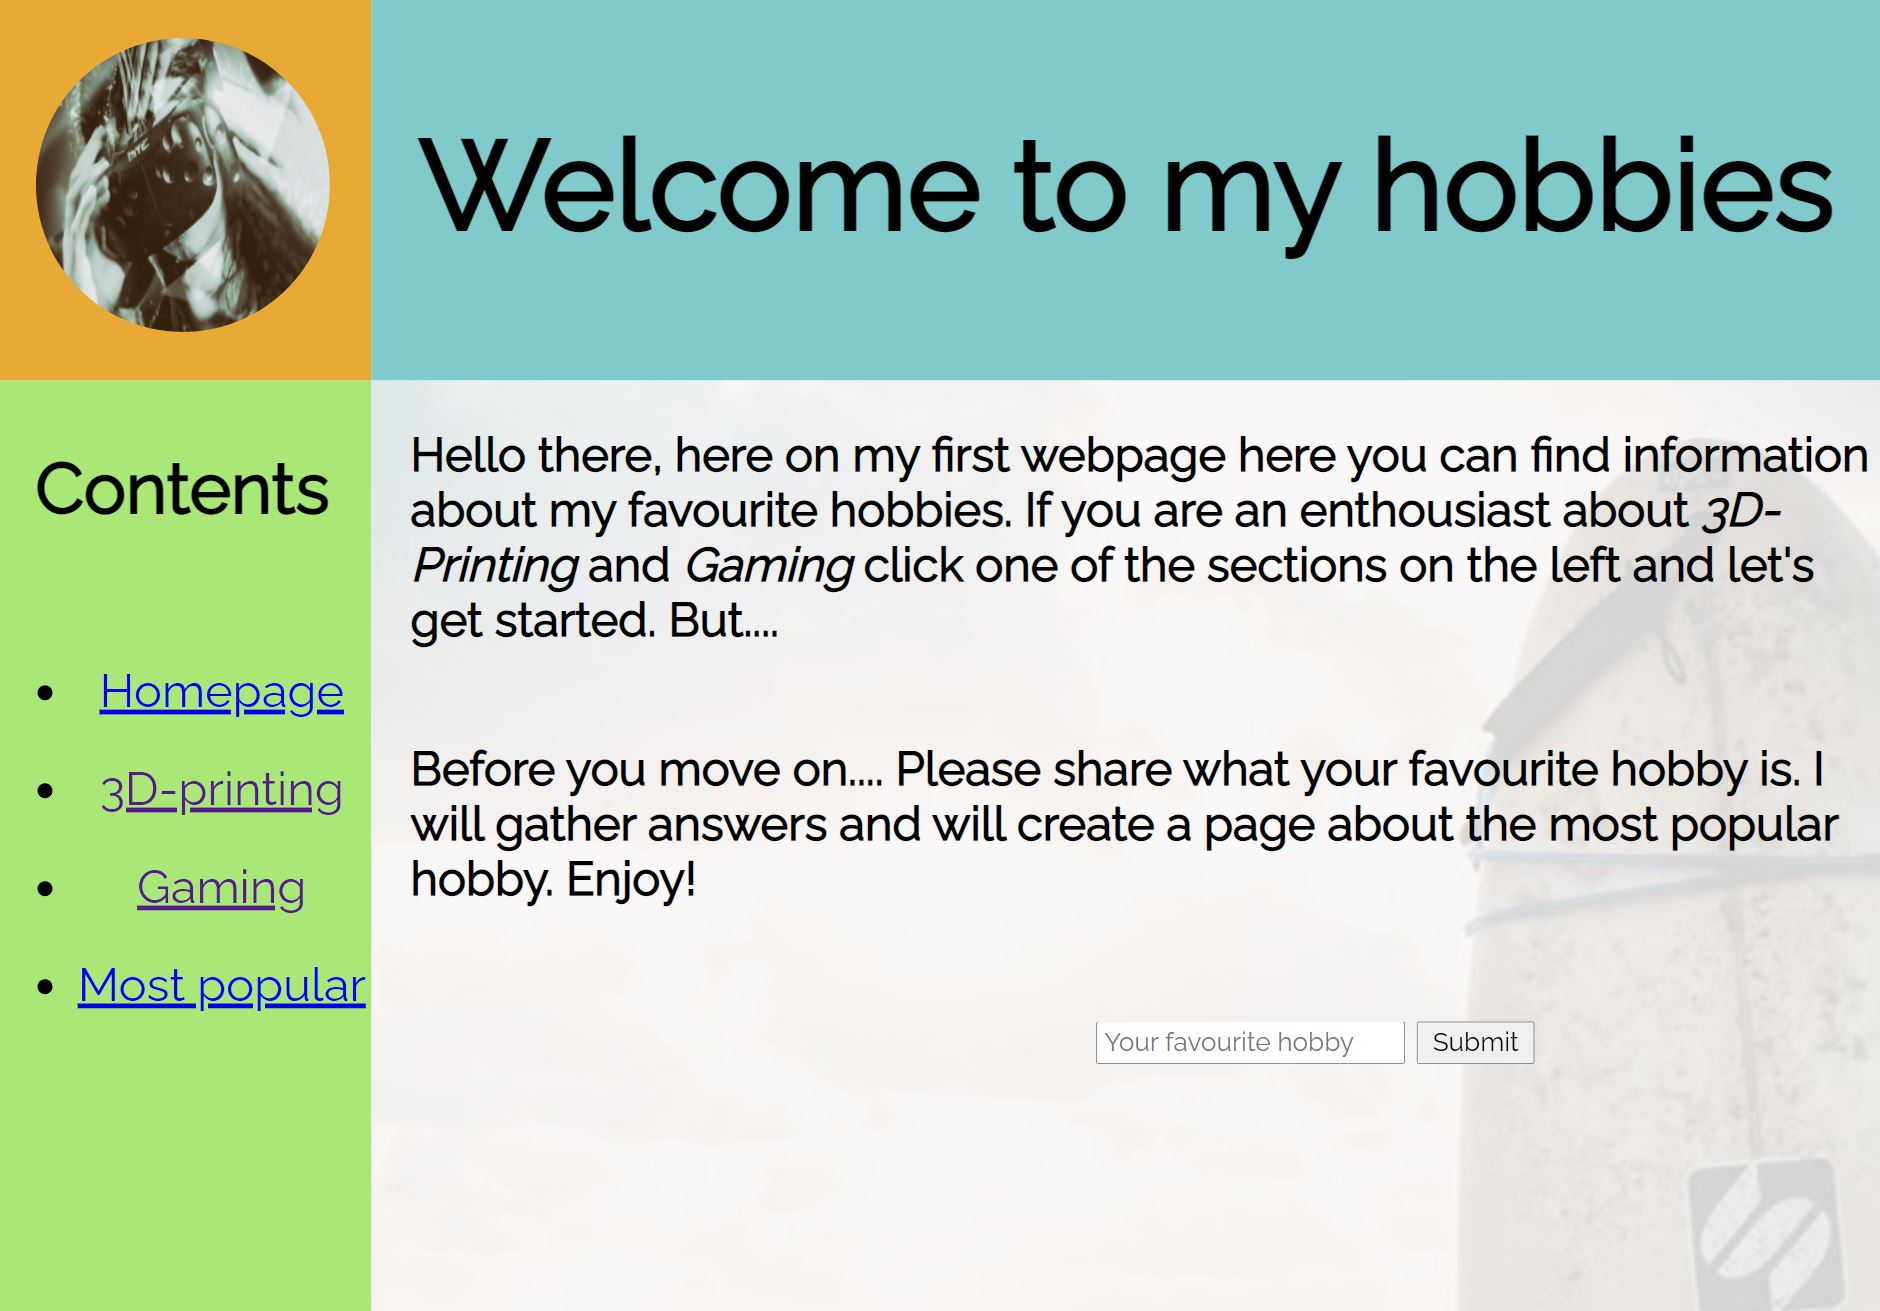 Welcome to my hobbies
Contents
Homepage
3D-printing
Gaming
Most popular
Hello there, here on my first webpage here you can find information
about my favourite hobbies. If you are an enthousiast about 3D-
Printing and Gaming click one of the sections on the left and let's
get started. But....
Before you move on.... Please share what your favourite hobby is. I
will gather answers and will create a page about the most popular
hobby. Enjoy!
Your favourite hobby
Submit